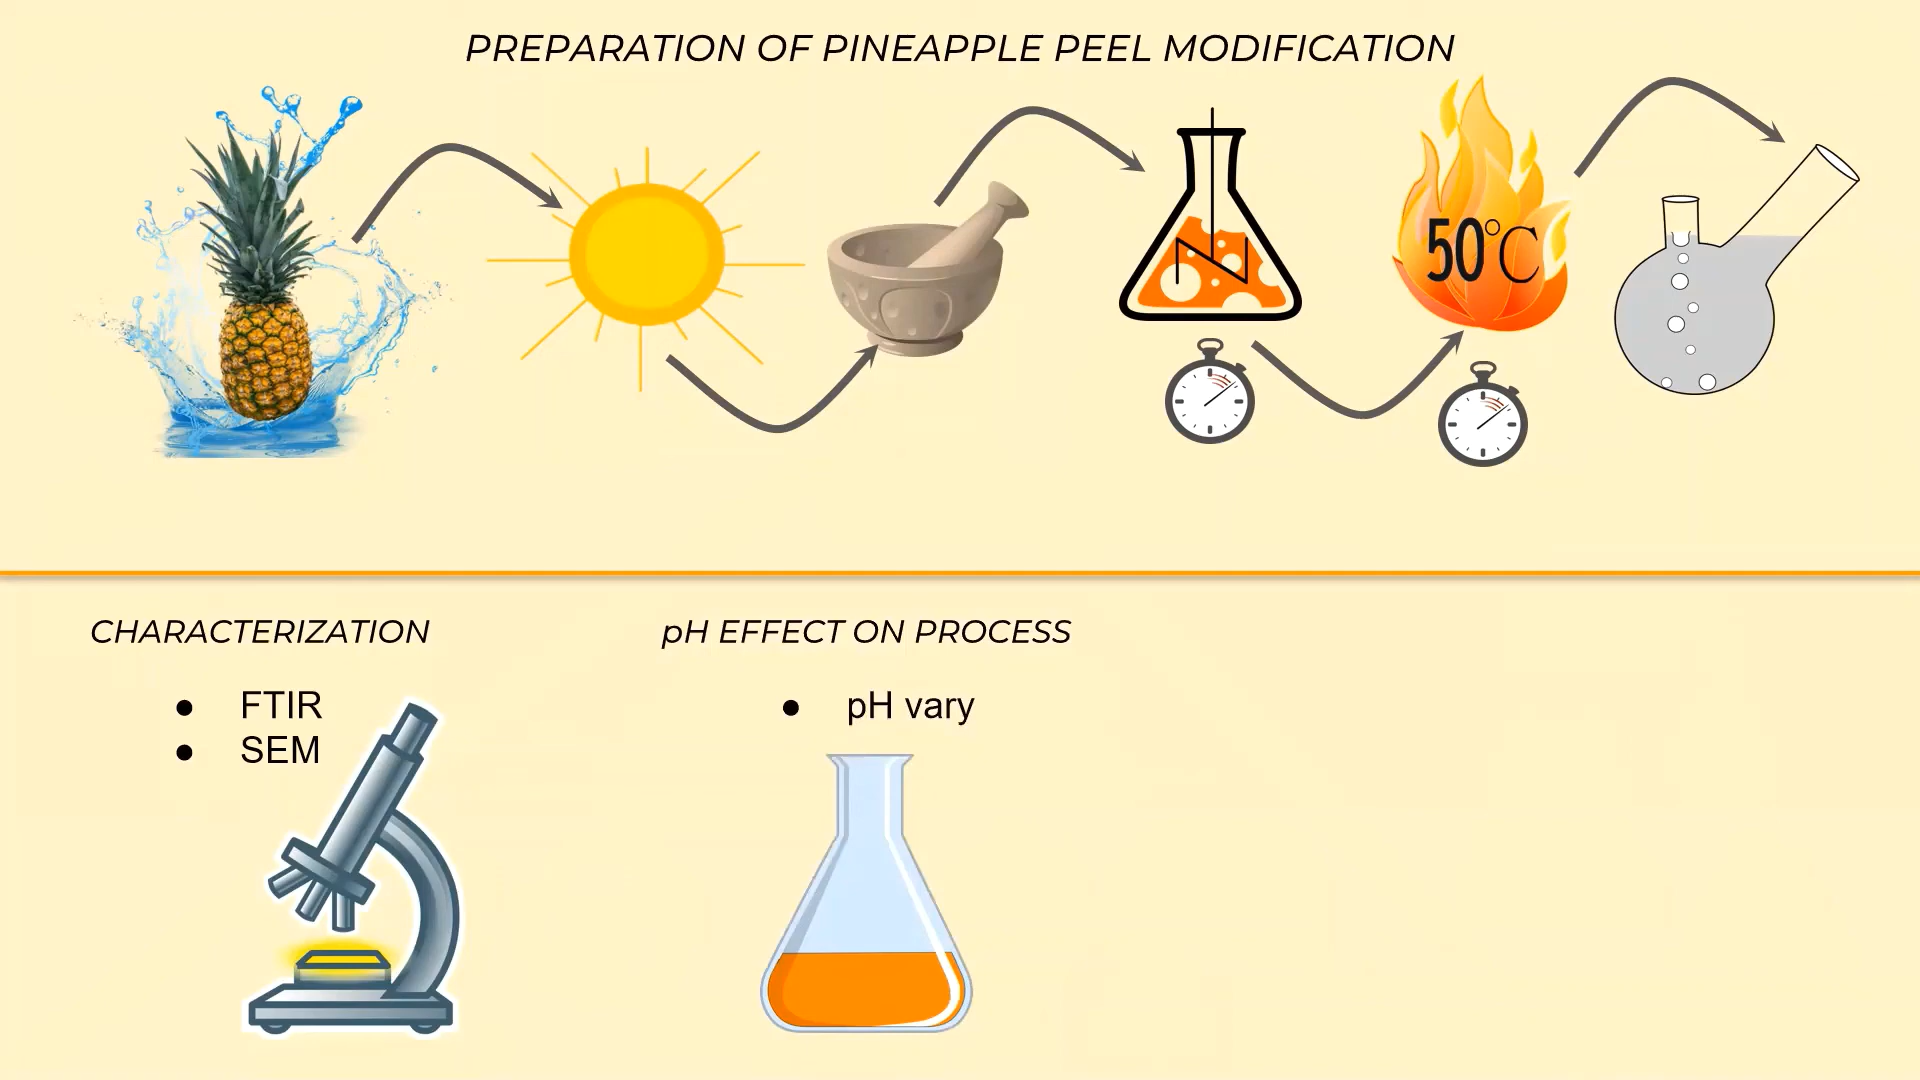 PREPARATION OF PINEAPPLE PEEL MODIFICATION
50°C
CHARACTERIZATION
● FTIR
● SEM
pH EFFECT ON PROCESS
● pH vary